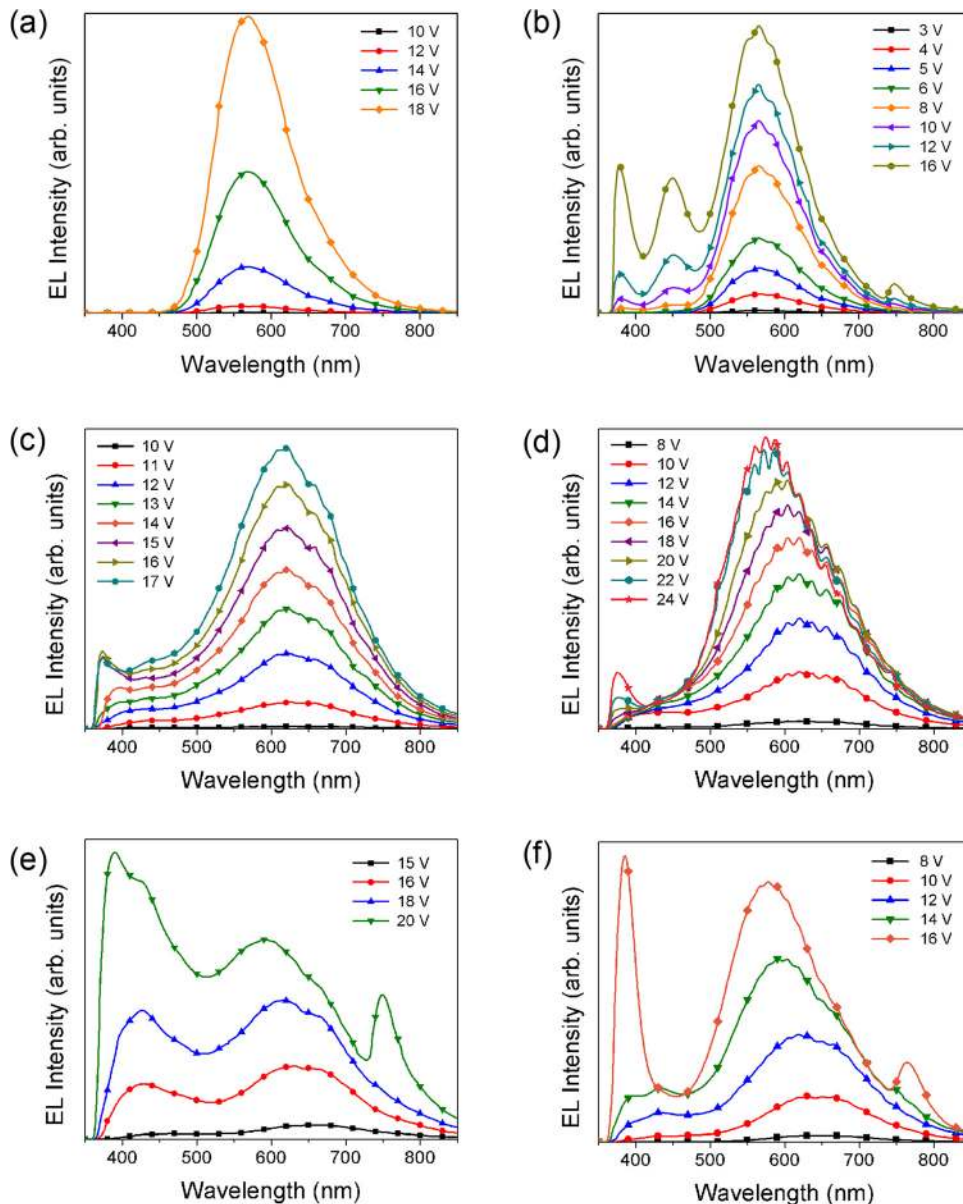 (a)
EL Intensity (arb. units)
10 V
12 V
14 V
16 V
18 V
400 500 600 700 800
Wavelength (nm)
(b)
EL Intensity (arb. units)
3 V
4 V
5 V
6 V
8 V
10 V
12 V
16 V
400 500 600 700 800
Wavelength (nm)
(c)
EL Intensity (arb. units)
10 V
11 V
12 V
13 V
14 V
15 V
16 V
17 V
400 500 600 700 800
Wavelength (nm)
(d)
EL Intensity (arb. units)
8 V
10 V
12 V
14 V
16 V
18 V
20 V
22 V
24 V
400 500 600 700 800
Wavelength (nm)
(e)
EL Intensity (arb. units)
15 V
16 V
18 V
20 V
400 500 600 700 800
Wavelength (nm)
(f)
EL Intensity (arb. units)
8 V
10 V
12 V
14 V
16 V
400 500 600 700 800
Wavelength (nm)